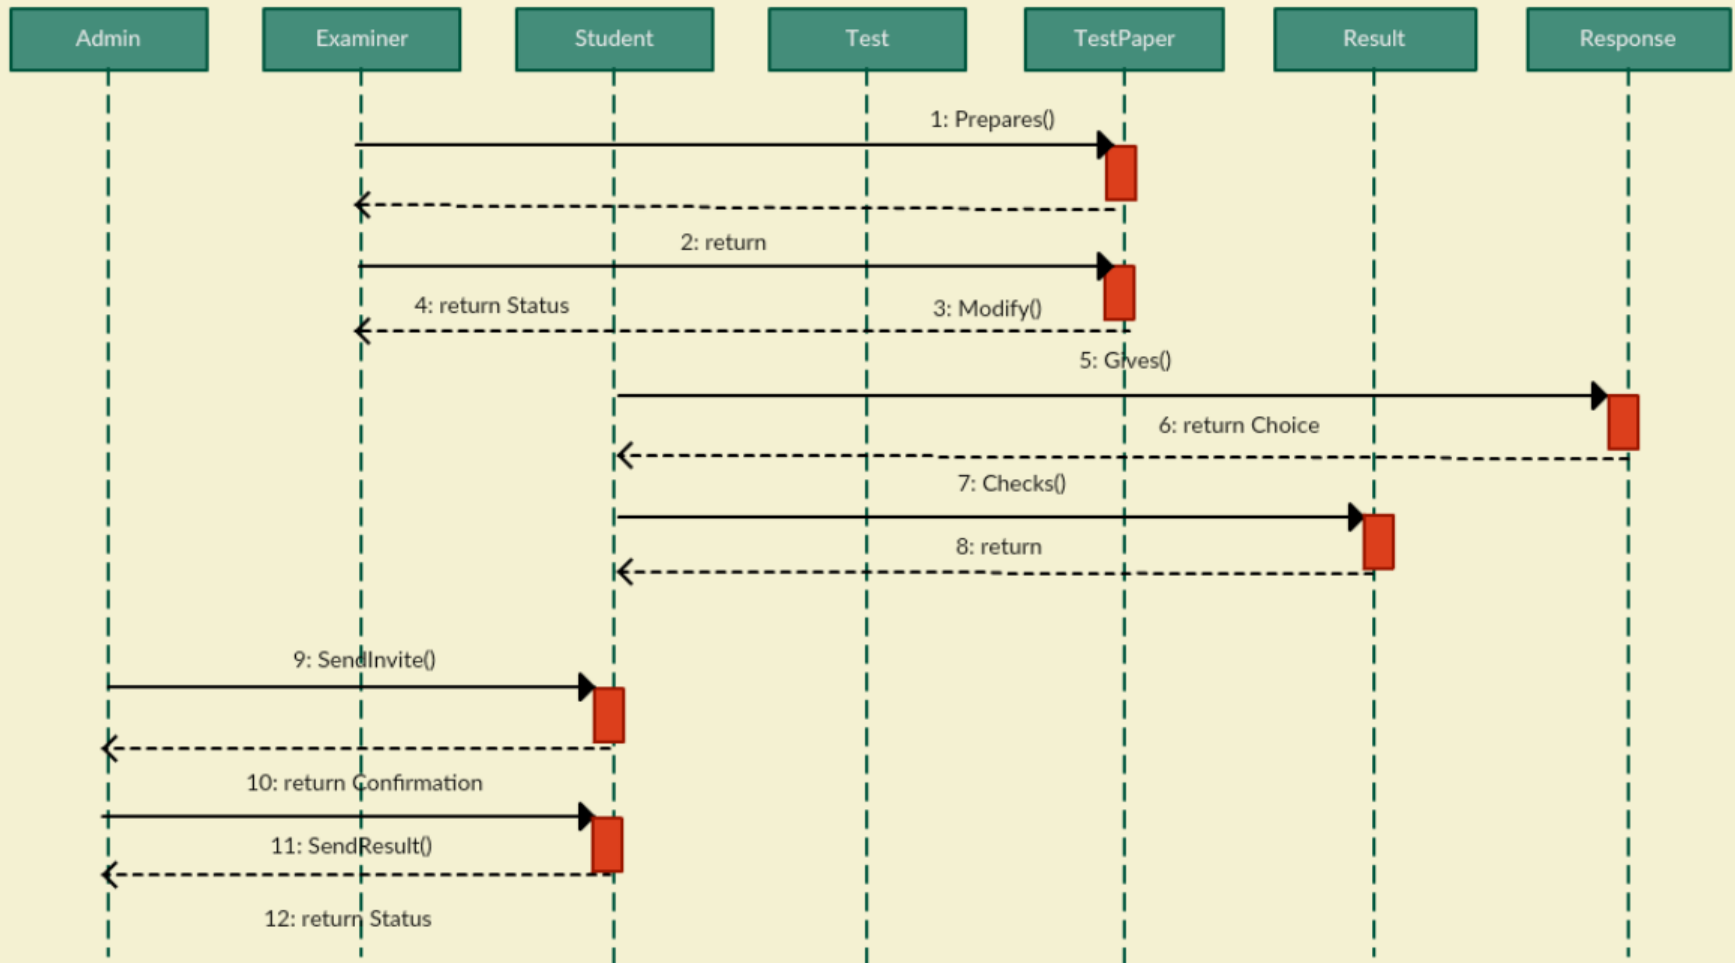 Admin
Examiner
Student
Test
TestPaper
Result
Response
1: Prepares()
2: return
4: return Status
3: Modify()
5: Gives()
6: return Choice
7: Checks()
8: return
9: SendInvite()
10: return Confirmation
11: SendResult()
12: return Status